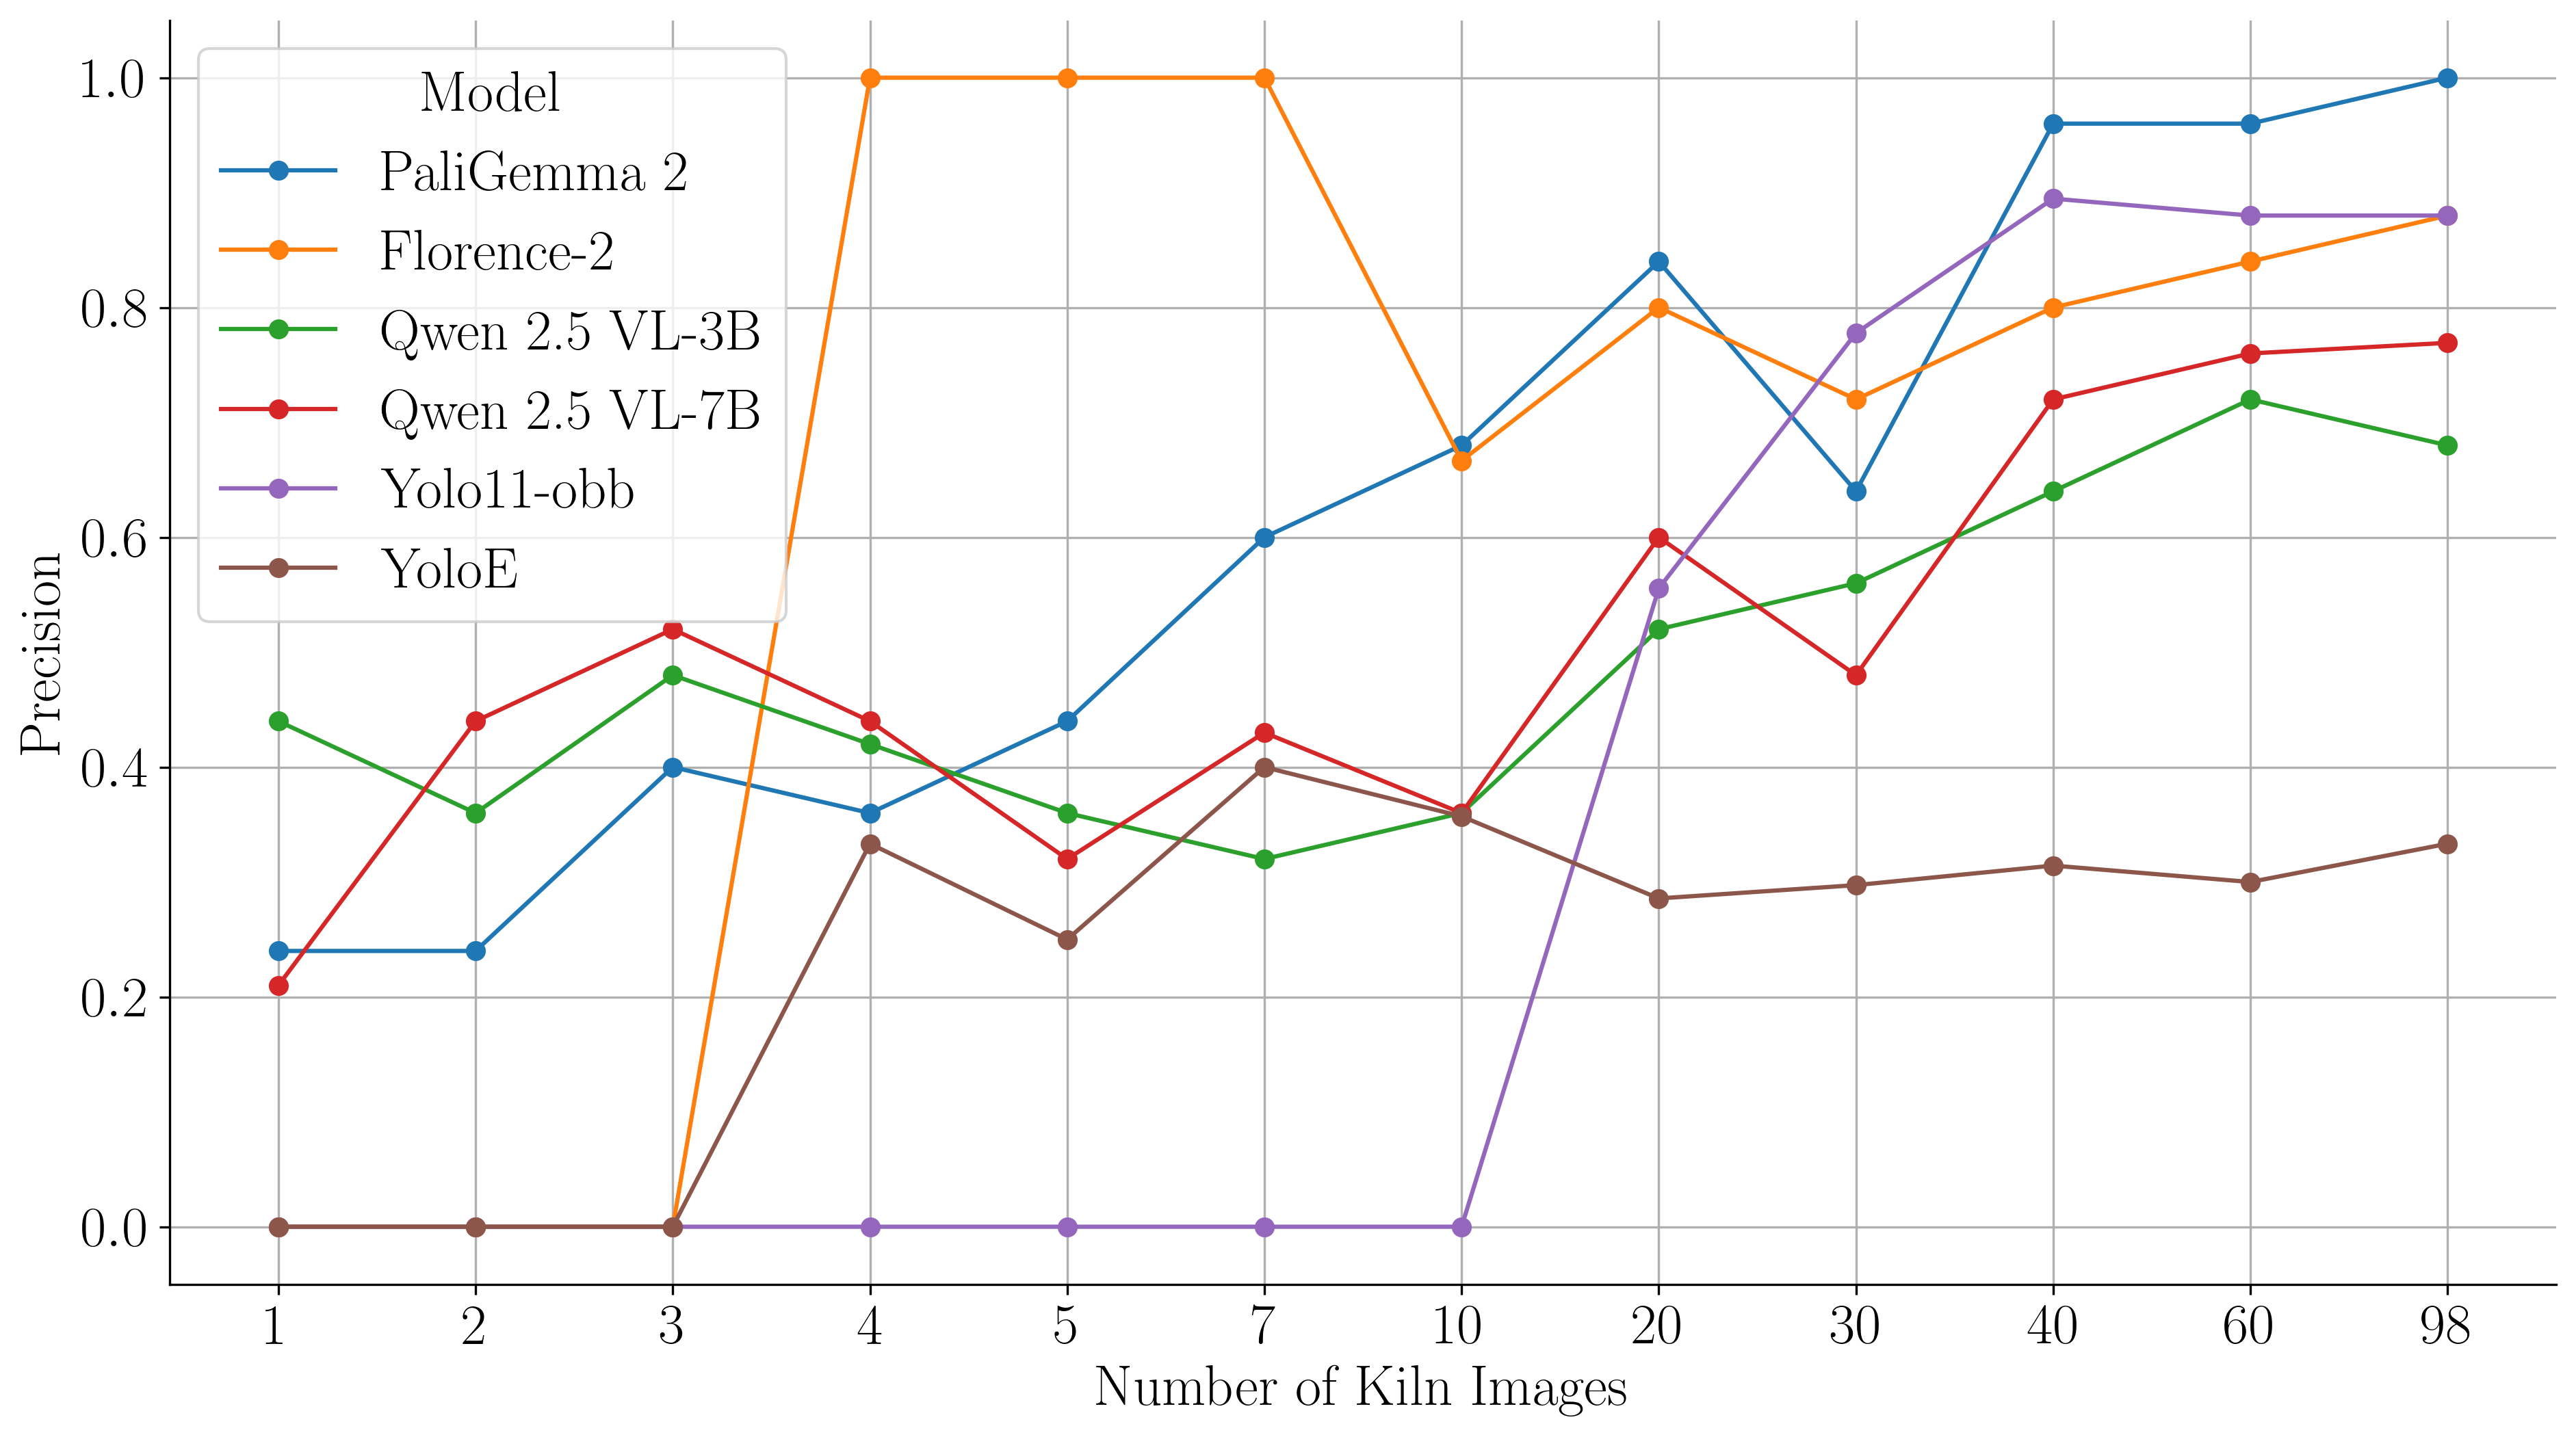 Model
PaliGemma 2
Florence-2
Qwen 2.5 VL-3B
Qwen 2.5 VL-7B
Yolo11-obb
YoloE
Precision
1.0
0.8
0.6
0.4
0.2
0.0
1 2 3 4 5 7 10 20 30 40 60 98
Number of Kiln Images